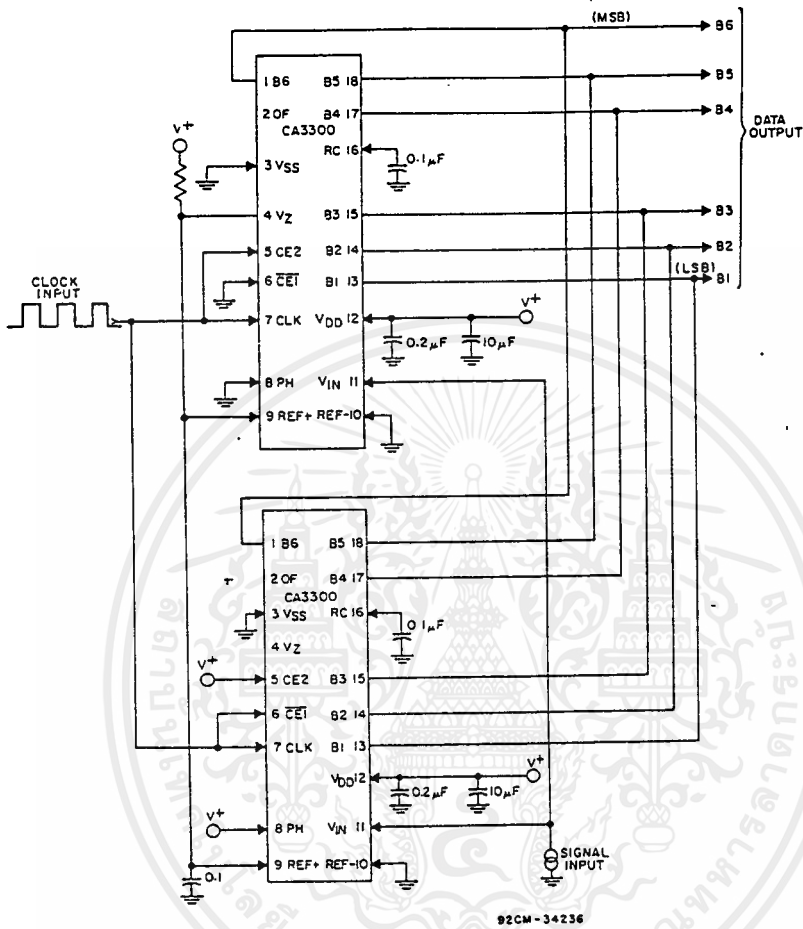 (MSB)
B6
1 B6
B5 18
B5
2 OF
B4 17
B4
CA3300
DATA
OUTPUT
V+
RC 16
0.1μF
3 VSS
4 VZ
B3 15
B3
5 CE2
B2 14
B2
CLOCK
INPUT
6 CE1
B1 13
(LSB)
B1
7 CLK
VDD 12
V+
0.2μF
10μF
8 PH
VIN 11
9 REF+
REF-10
1 B6
B5 18
2 OF
B4 17
CA3300
3 VSS
RC 16
0.1μF
4 VZ
V+
5 CE2
B3 15
6 CE1
B2 14
7 CLK
B1 13
VDD12
V+
0.2μF
10μF
V+
8 PH
VIN 11
SIGNAL
INPUT
9 REF+
REF-10
0.1
92CM-34236